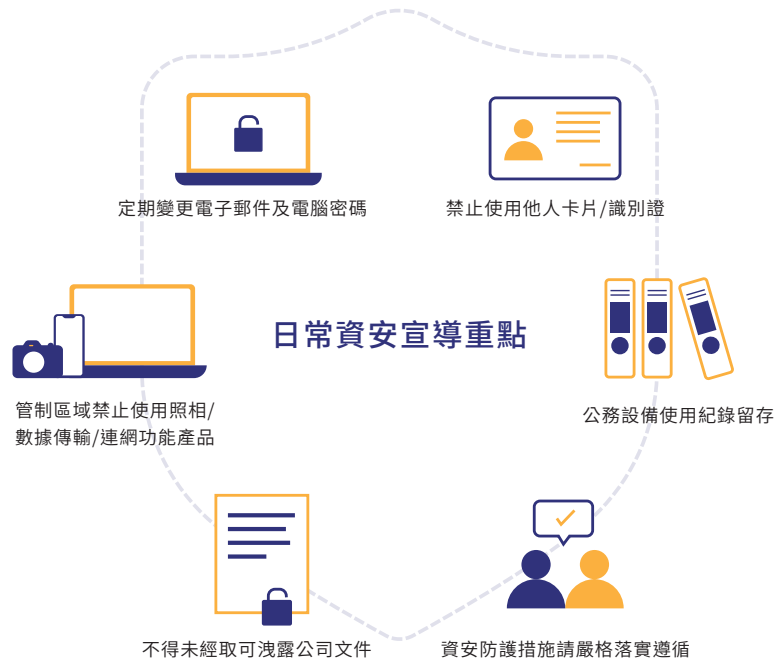 定期變更電子郵件及電腦密碼
禁止使用他人卡片/識別證
日常資安宣導重點
管制區域禁止使用照相/
數據傳輸/連網功能產品
公務設備使用紀錄留存
不得未經取可洩露公司文件
資安防護措施請嚴格落實遵循